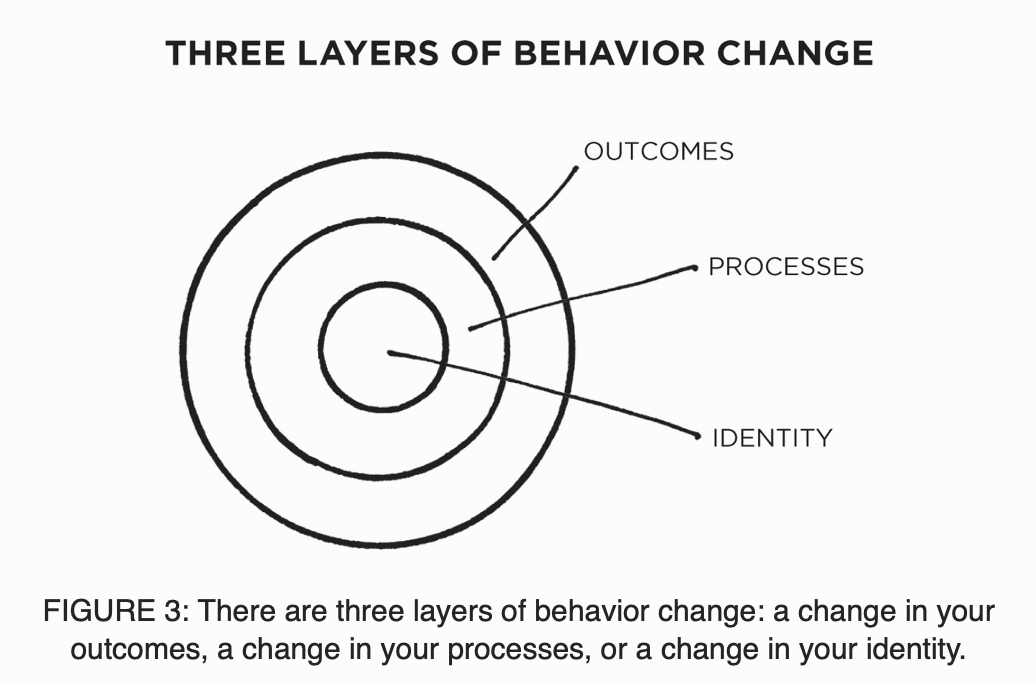 THREE LAYERS OF BEHAVIOR CHANGE
OUTCOMES
PROCESSES
IDENTITY
FIGURE 3: There are three layers of behavior change: a change in your
outcomes, a change in your processes, or a change in your identity.